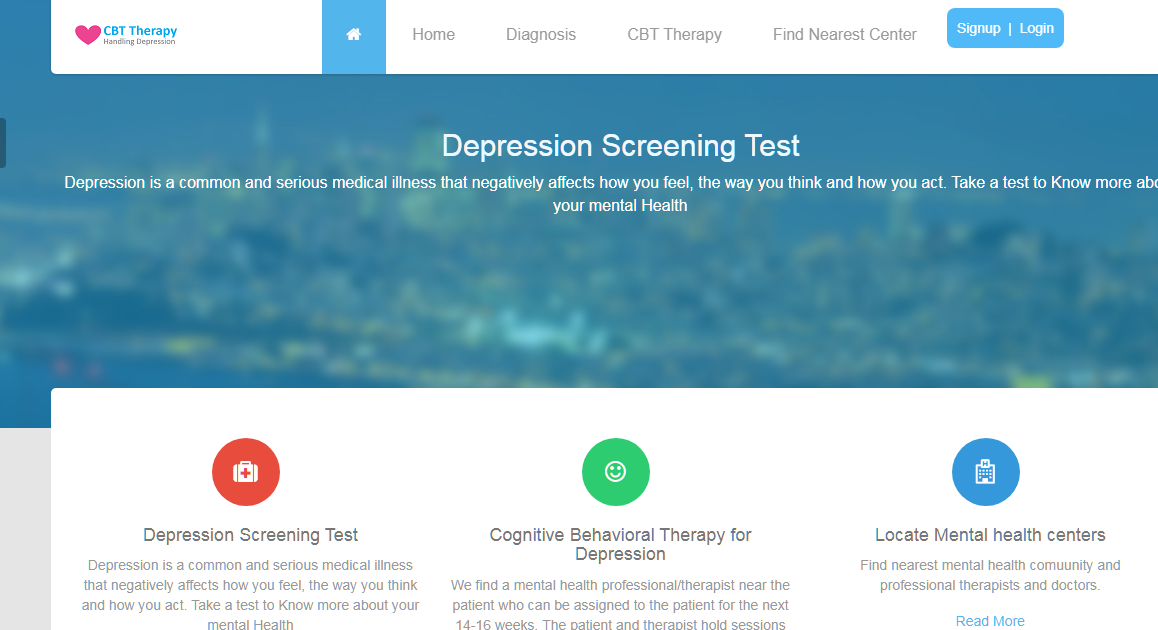 CBT Therapy
Handling Depression
Home
Diagnosis
CBT Therapy
Find Nearest Center
Signup | Login
Depression Screening Test
Depression is a common and serious medical illness that negatively affects how you feel, the way you think and how you act. Take a test to Know more
your mental Health
Depression Screening Test
Depression is a common and serious medical illness
that negatively affects how you feel, the way you think
and how you act. Take a test to Know more about your
mental Health
Cognitive Behavioral Therapy for
Depression
We find a mental health professional/therapist near the
patient who can be assigned to the patient for the next
14-16 weeks. The patient and therapist hold sessions
Locate Mental health centers
Find nearest mental health comuunity and
professional therapists and doctors.
Read More